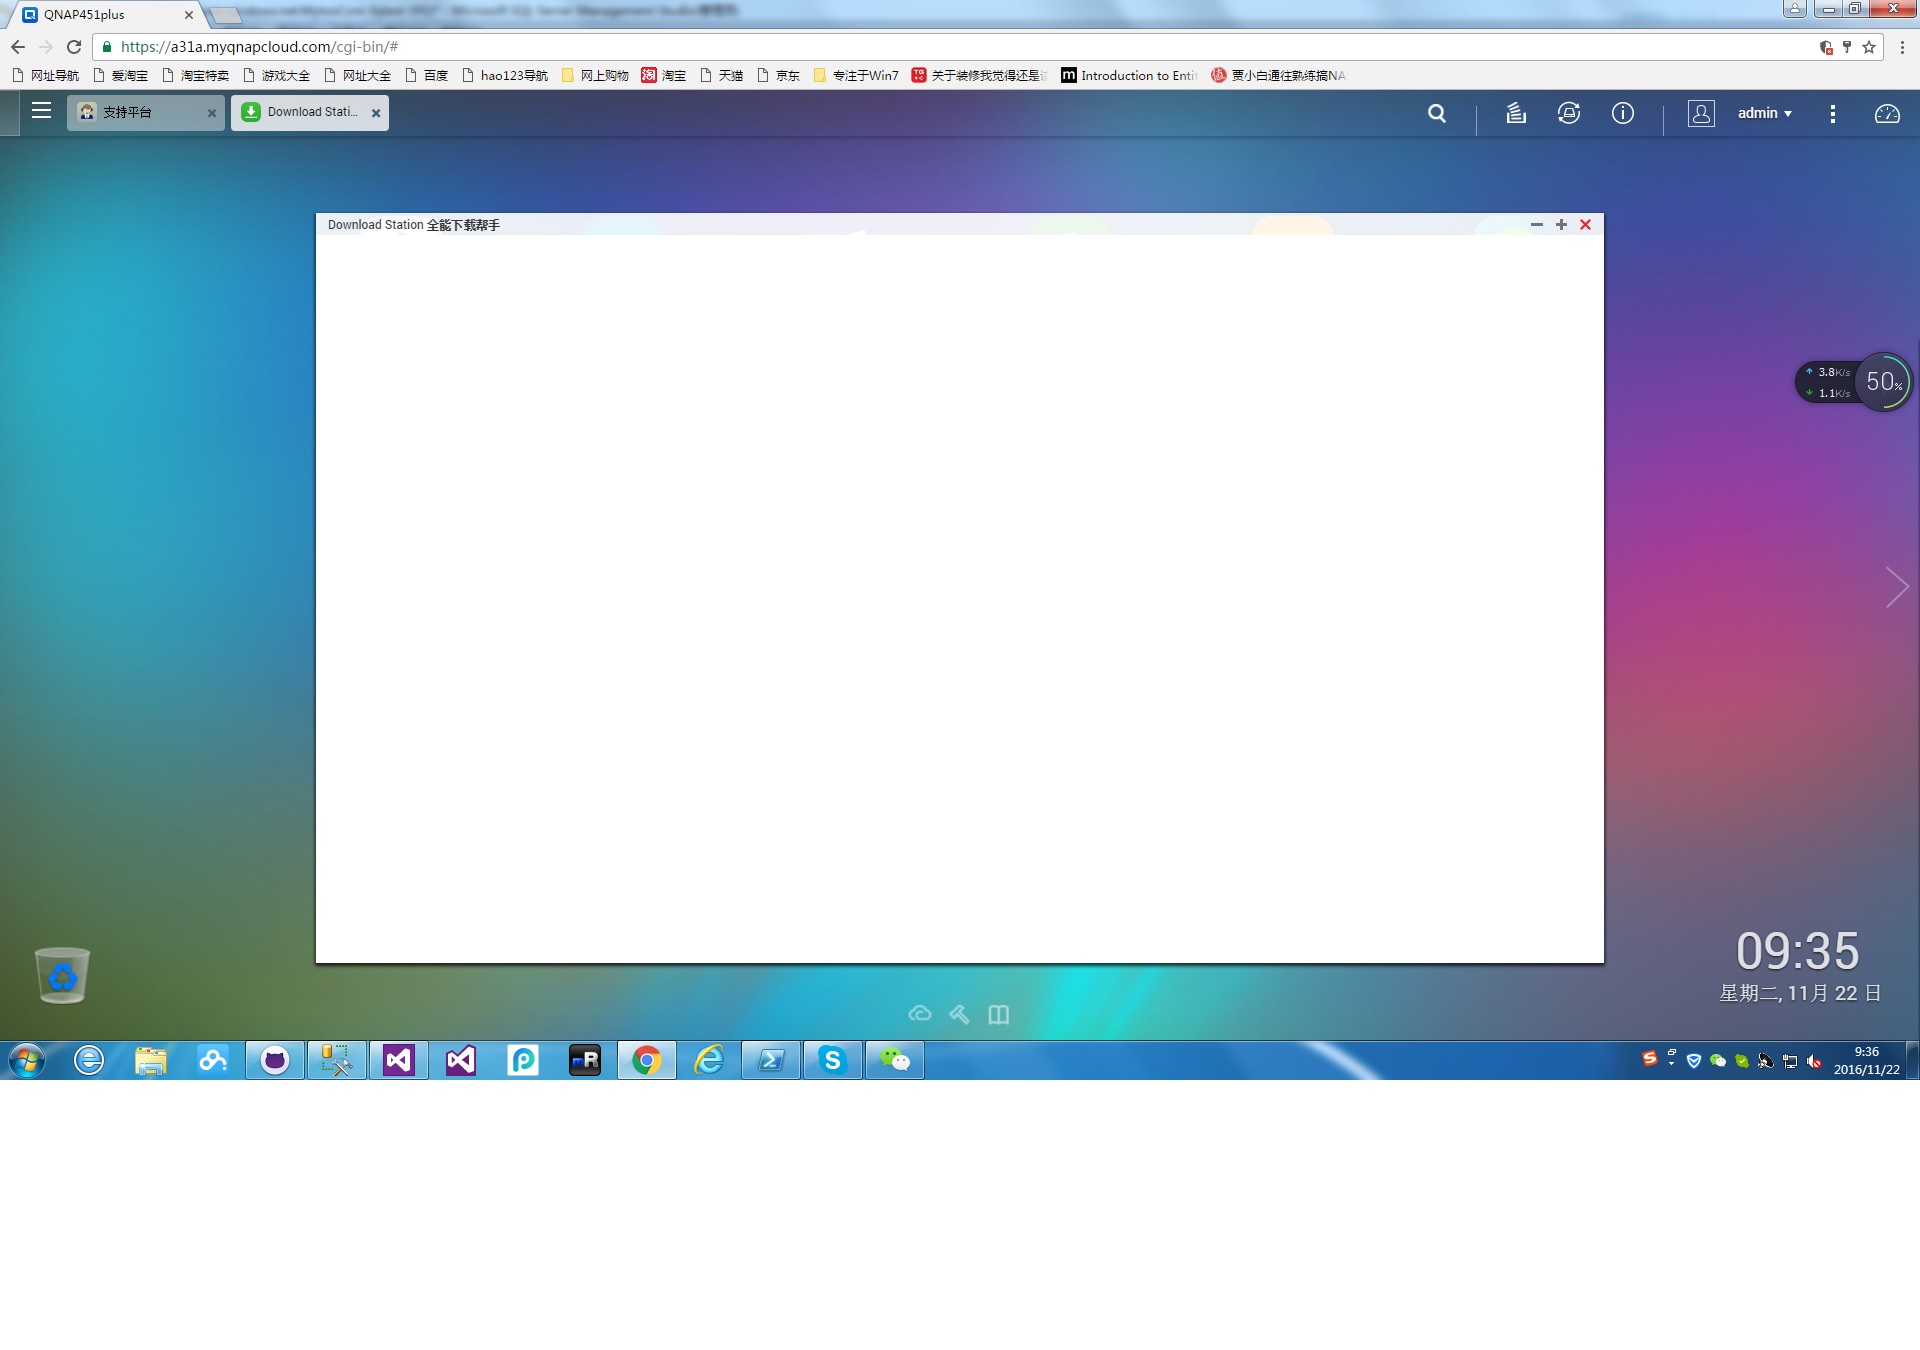 QNAP451plus
https://a31a.myqnapcloud.com/cgi-bin/#
网址导航 爱淘宝 淘宝特卖 游戏大全 网址大全 百度 hao123导航 网上购物 淘宝 天猫 京东 专注于Win7 关于装修我觉得还是 Introduction to Enti 贾小白通往熟练搞NA
支持平台 Download Stati... admin
Download Station 全能下载帮手
3.8K/s
1.1K/s
50%
09:35
星期二, 11月 22 日
9:36
2016/11/22